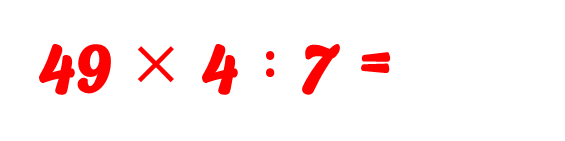 49 × 4 : 7 =